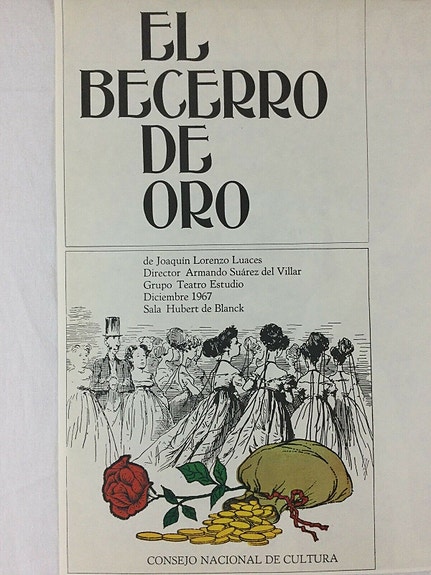 EL
BECERRO
DE
ORO
de Joaquín Lorenzo Luaces
Director Armando Suárez del Villar
Grupo Teatro Estudio
Diciembre 1967
Sala Hubert de Blanck
CONSEJO NACIONAL DE CULTURA